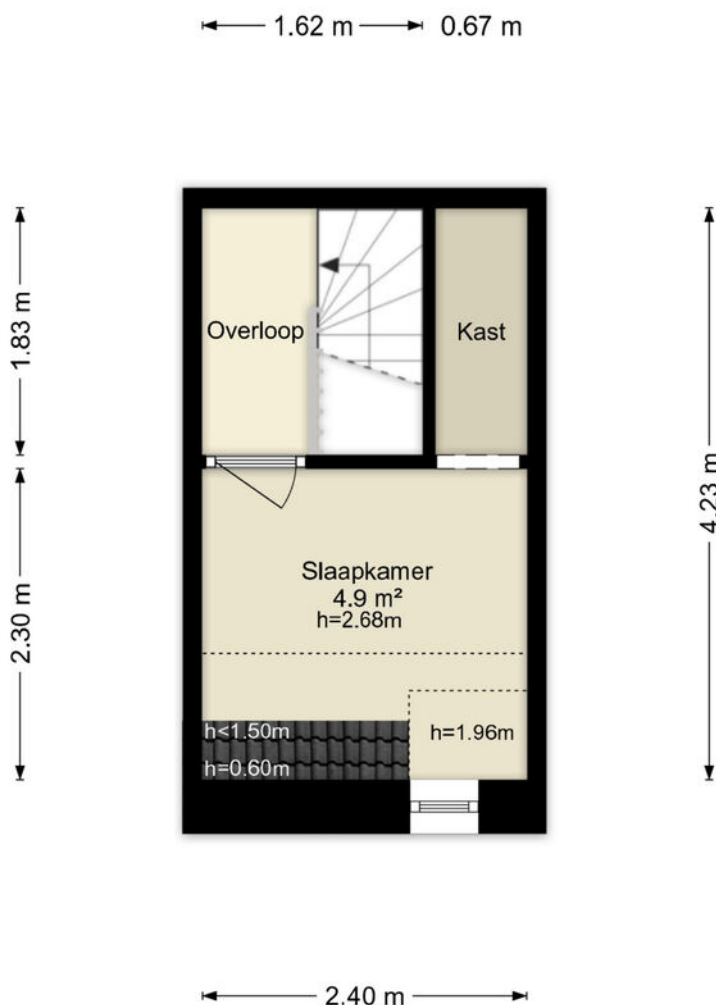 1.62 m
0.67 m
1.83 m
Overloop
Kast
4.23 m
2.30 m
Slaapkamer
4.9 m²
h=2.68m
h<1.50m
h=1.96m
h=0.60m
2.40 m